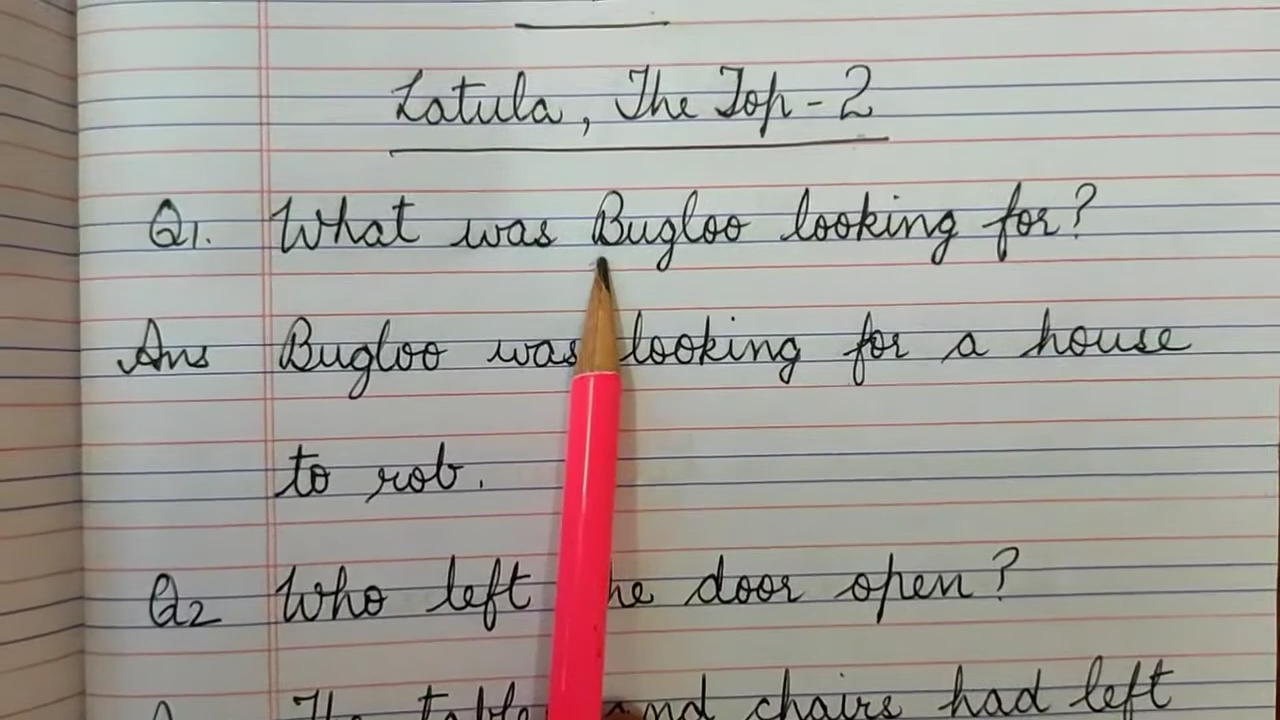 Latula, The Top - 2
Q1. What was Bugloo looking for?
Ans Bugloo was looking for a house
to rob.
Q2 Who left he door open?
and chairs had left